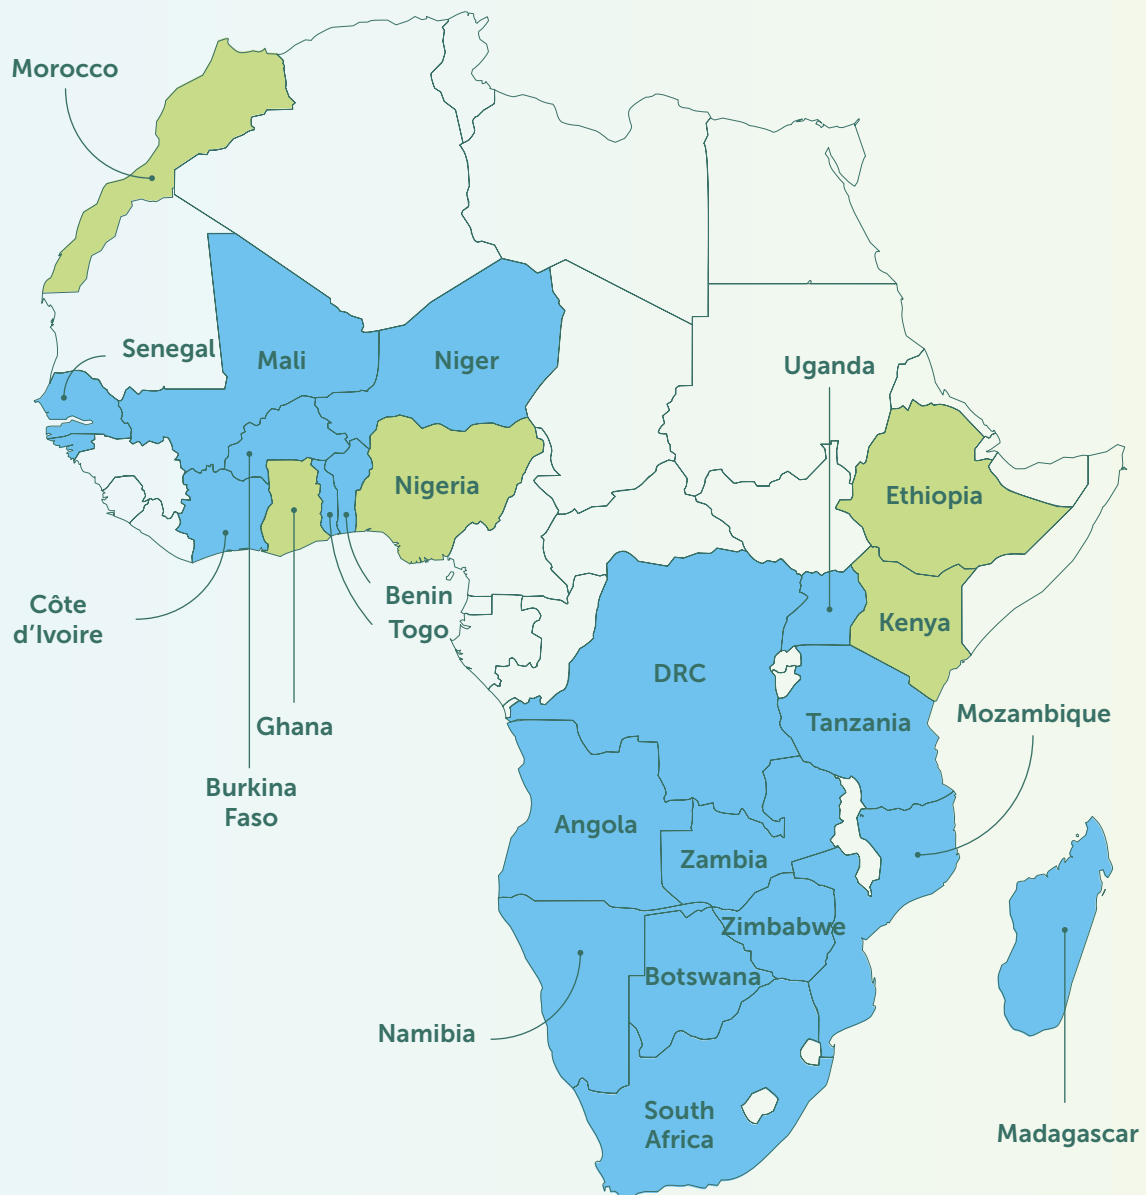 Morocco
Senegal
Mali
Niger
Uganda
Nigeria
Ethiopia
Côte
d’Ivoire
Benin
Togo
Kenya
DRC
Ghana
Tanzania
Mozambique
Burkina
Faso
Angola
Zambia
Zimbabwe
Botswana
Namibia
South
Africa
Madagascar